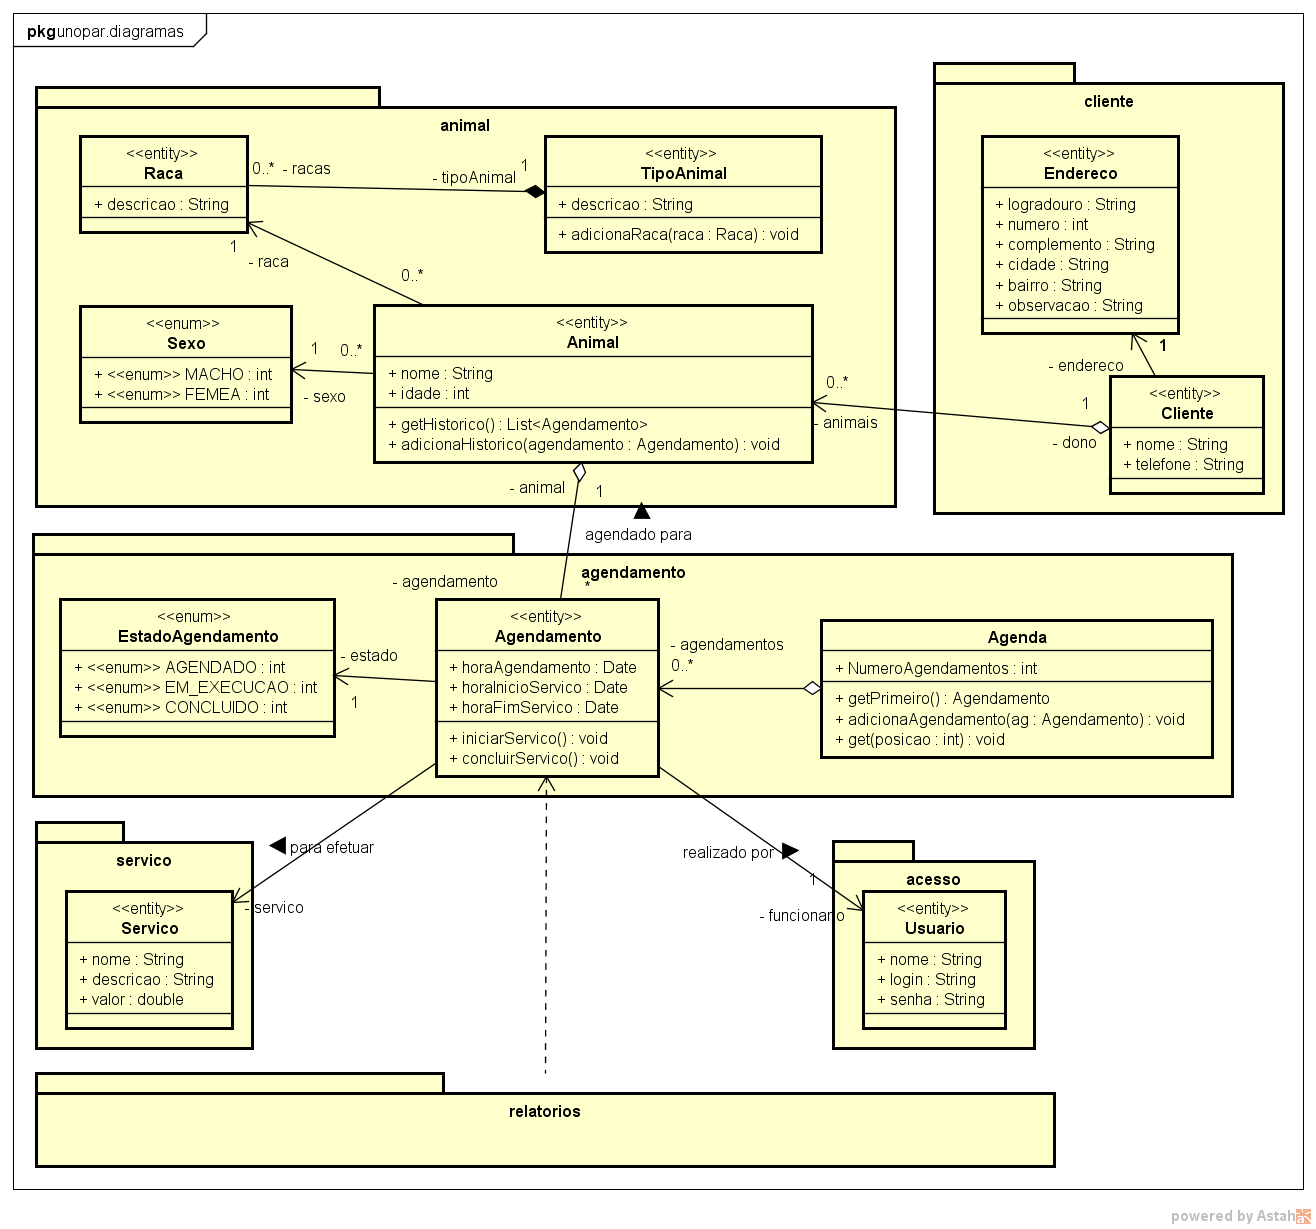 pkg unopar.diagramas
animal
<<entity>>
Raca
+ descricao : String
0..*
- racas
1
- tipoAnimal
<<entity>>
TipoAnimal
+ descricao : String
+ adicionaRaca(raca : Raca) : void
1
- raca
0..*
<<enum>>
Sexo
+ <<enum>> MACHO : int
+ <<enum>> FEMEA : int
1
0..*
- sexo
<<entity>>
Animal
+ nome : String
+ idade : int
+ getHistorico() : List<Agendamento>
+ adicionaHistorico(agendamento : Agendamento) : void
cliente
<<entity>>
Endereco
+ logradouro : String
+ numero : int
+ complemento : String
+ cidade : String
+ bairro : String
+ observacao : String
1
- endereco
<<entity>>
Cliente
+ nome : String
+ telefone : String
0..*
- animais
1
- dono
- animal
1
agendado para
agendamento
- agendamento
*
<<enum>>
EstadoAgendamento
+ <<enum>> AGENDADO : int
+ <<enum>> EM_EXECUCAO : int
+ <<enum>> CONCLUIDO : int
- estado
1
<<entity>>
Agendamento
+ horaAgendamento : Date
+ horaInicioServico : Date
+ horaFimServico : Date
+ iniciarServico() : void
+ concluirServico() : void
- agendamentos
0..*
Agenda
+ NumeroAgendamentos : int
+ getPrimeiro() : Agendamento
+ adicionaAgendamento(ag : Agendamento) : void
+ get(posicao : int) : void
para efetuar
realizado por
servico
<<entity>>
Servico
+ nome : String
+ descricao : String
+ valor : double
- servico
acesso
1
- funcionario
<<entity>>
Usuario
+ nome : String
+ login : String
+ senha : String
relatorios
powered by Astah